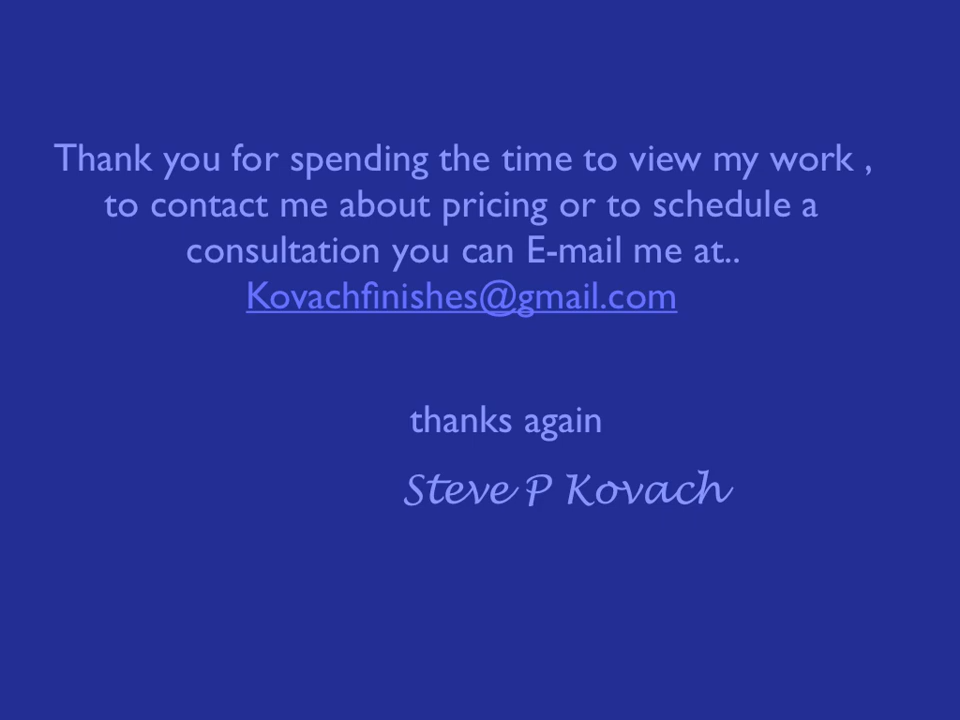 Thank you for spending the time to view my work ,
to contact me about pricing or to schedule a
consultation you can E-mail me at..
Kovachfinishes@gmail.com
thanks again
Steve P Kovach